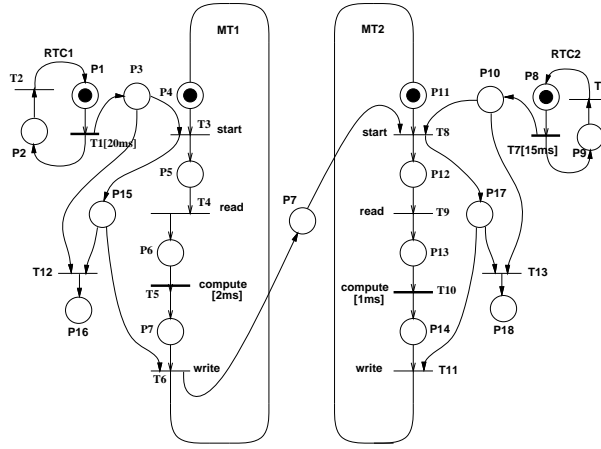 MT1
MT2
RTC1
P3
RTC2
P1
P10
P8
T2
P4
P11
T
T3
start
start
T8
P2
T1[20ms]
T7[15ms]
P9
P5
P12
P15
P7
P17
T4
read
read
T9
P6
P13
T12
T13
compute
compute
T5
[2ms]
[1ms]
T10
P16
P7
P14
P18
write
write
T11
T6